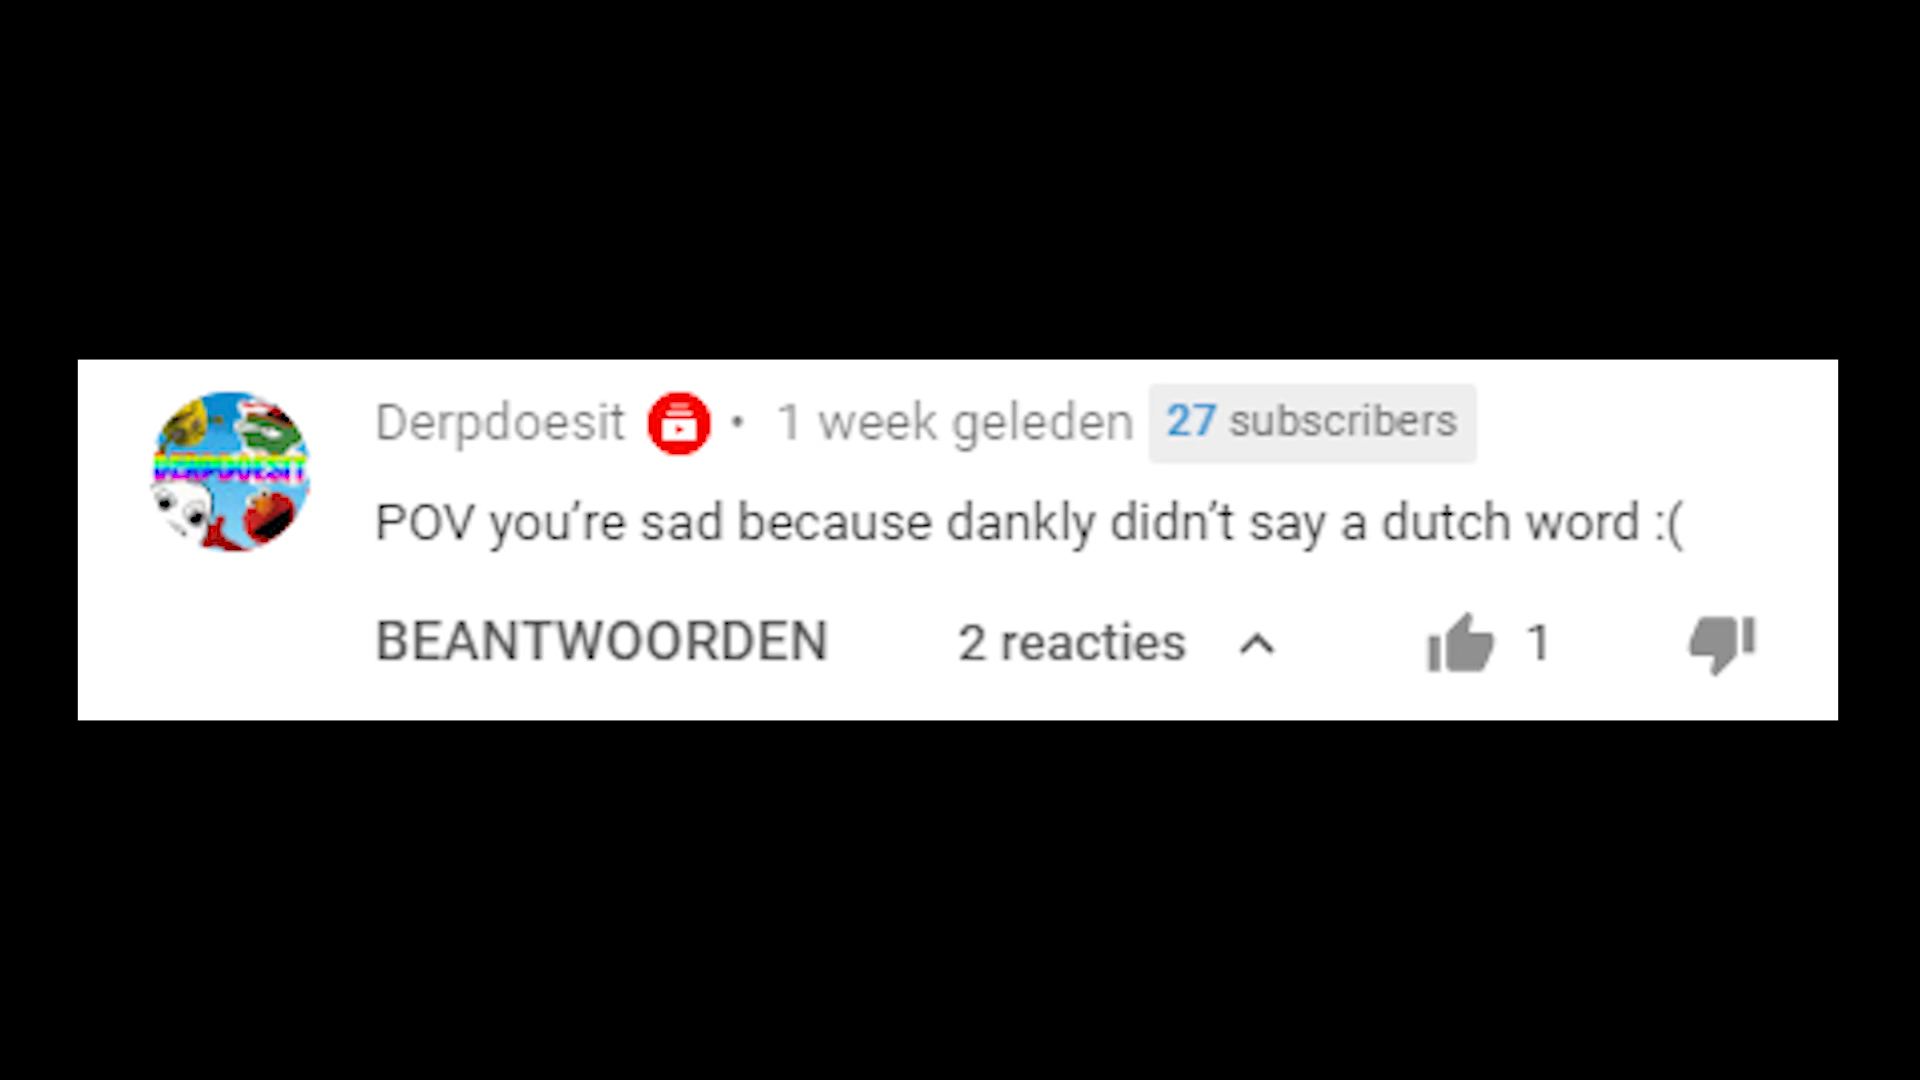 Derpdoesit • 1 week geleden 27 subscribers
DERPDOESIT
POV you’re sad because dankly didn’t say a dutch word :(
BEANTWOORDEN 2 reacties 1